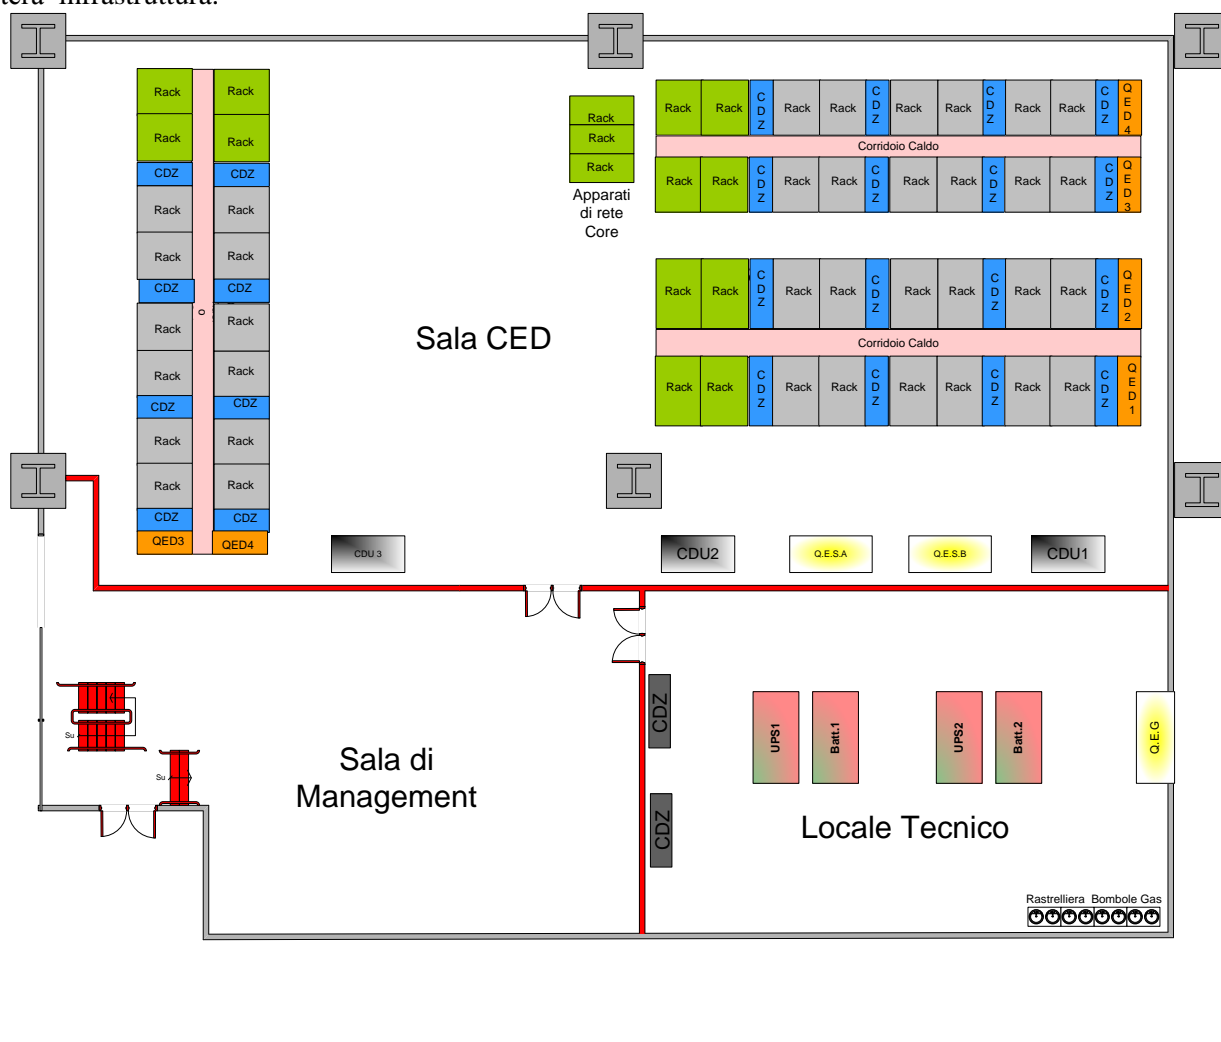 tera infrastruttura.
Rack Rack
Rack Rack
CDZ CDZ
Rack Rack
Rack Rack
CDZ CDZ
O
Rack Rack
Rack Rack
CDZ CDZ
Rack Rack
Rack Rack
CDZ CDZ
QED3 QED4
Rack
Rack
Rack
Apparati
di rete
Core
Rack Rack CDZ Rack Rack CDZ Rack Rack CDZ Rack Rack CDZ QED4
Corridoio Caldo
Rack Rack CDZ Rack Rack CDZ Rack Rack CDZ Rack Rack CDZ QED3
Rack Rack CDZ Rack Rack CDZ Rack Rack CDZ Rack Rack CDZ QED2
Corridoio Caldo
Rack Rack CDZ Rack Rack CDZ Rack Rack CDZ Rack Rack CDZ QED1
Sala CED
CDU 3
CDU2
Q.E.S.A
Q.E.S.B
CDU1
Su
Su
Sala di
Management
CDZ
CDZ
UPS1
Batt.1
UPS2
Batt.2
Q.E.G
Locale Tecnico
Rastrelliera Bombole Gas